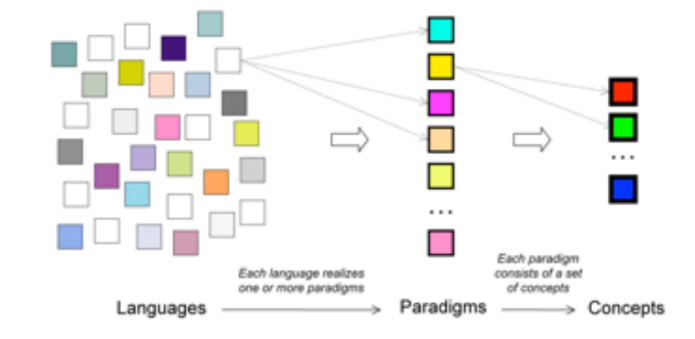 ...
...
Each language realizes
one or more paradigms
Each paradigm
consists of a set
of concepts
Languages
Paradigms
Concepts